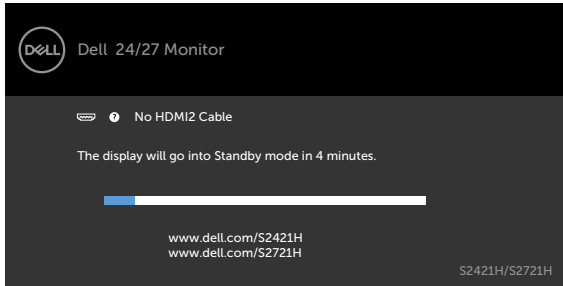 DELL
Dell 24/27 Monitor
? No HDMI2 Cable
The display will go into Standby mode in 4 minutes.
www.dell.com/S2421H
www.dell.com/S2721H
S2421H/S2721H